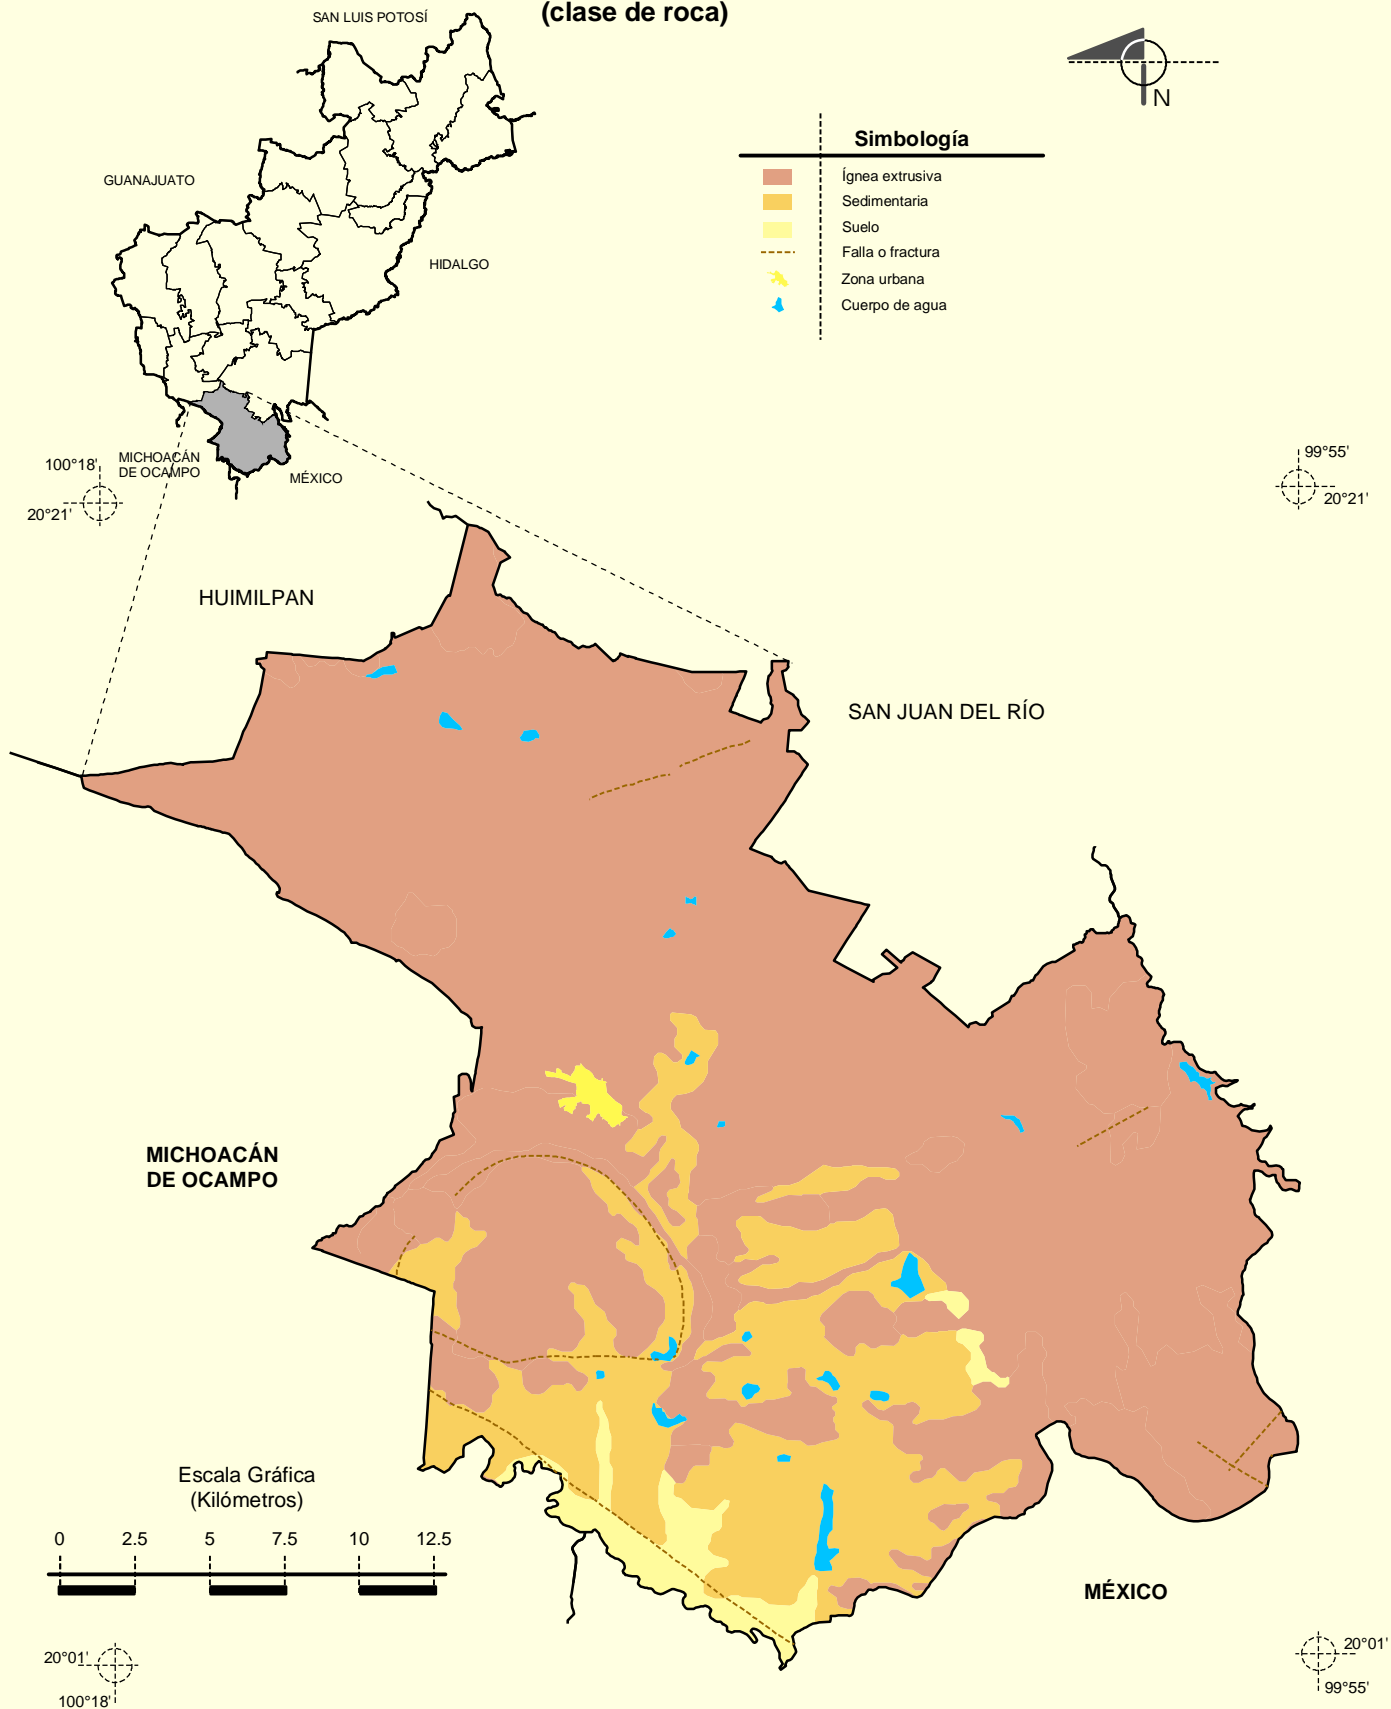 (clase de roca)
SAN LUIS POTOSÍ
N
Simbología
Ígnea extrusiva
Sedimentaria
Suelo
Falla o fractura
Zona urbana
Cuerpo de agua
GUANAJUATO
HIDALGO
MICHOACÁN
DE OCAMPO
MÉXICO
100°18'
20°21'
99°55'
20°21'
HUIMILPAN
SAN JUAN DEL RÍO
MICHOACÁN
DE OCAMPO
Escala Gráfica
(Kilómetros)
0 2.5 5 7.5 10 12.5
MÉXICO
20°01'
100°18'
20°01'
99°55'